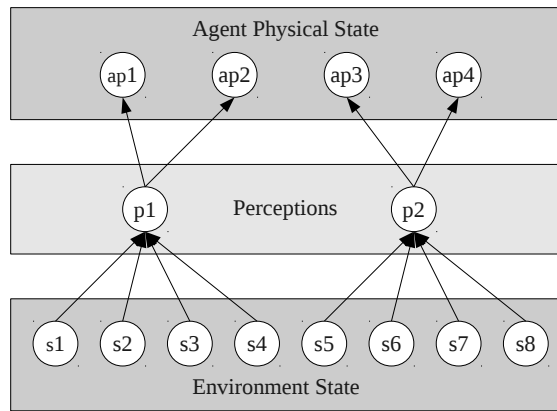 Agent Physical State
ap1 ap2 ap3 ap4
p1 Perceptions p2
s1 s2 s3 s4 s5 s6 s7 s8
Environment State